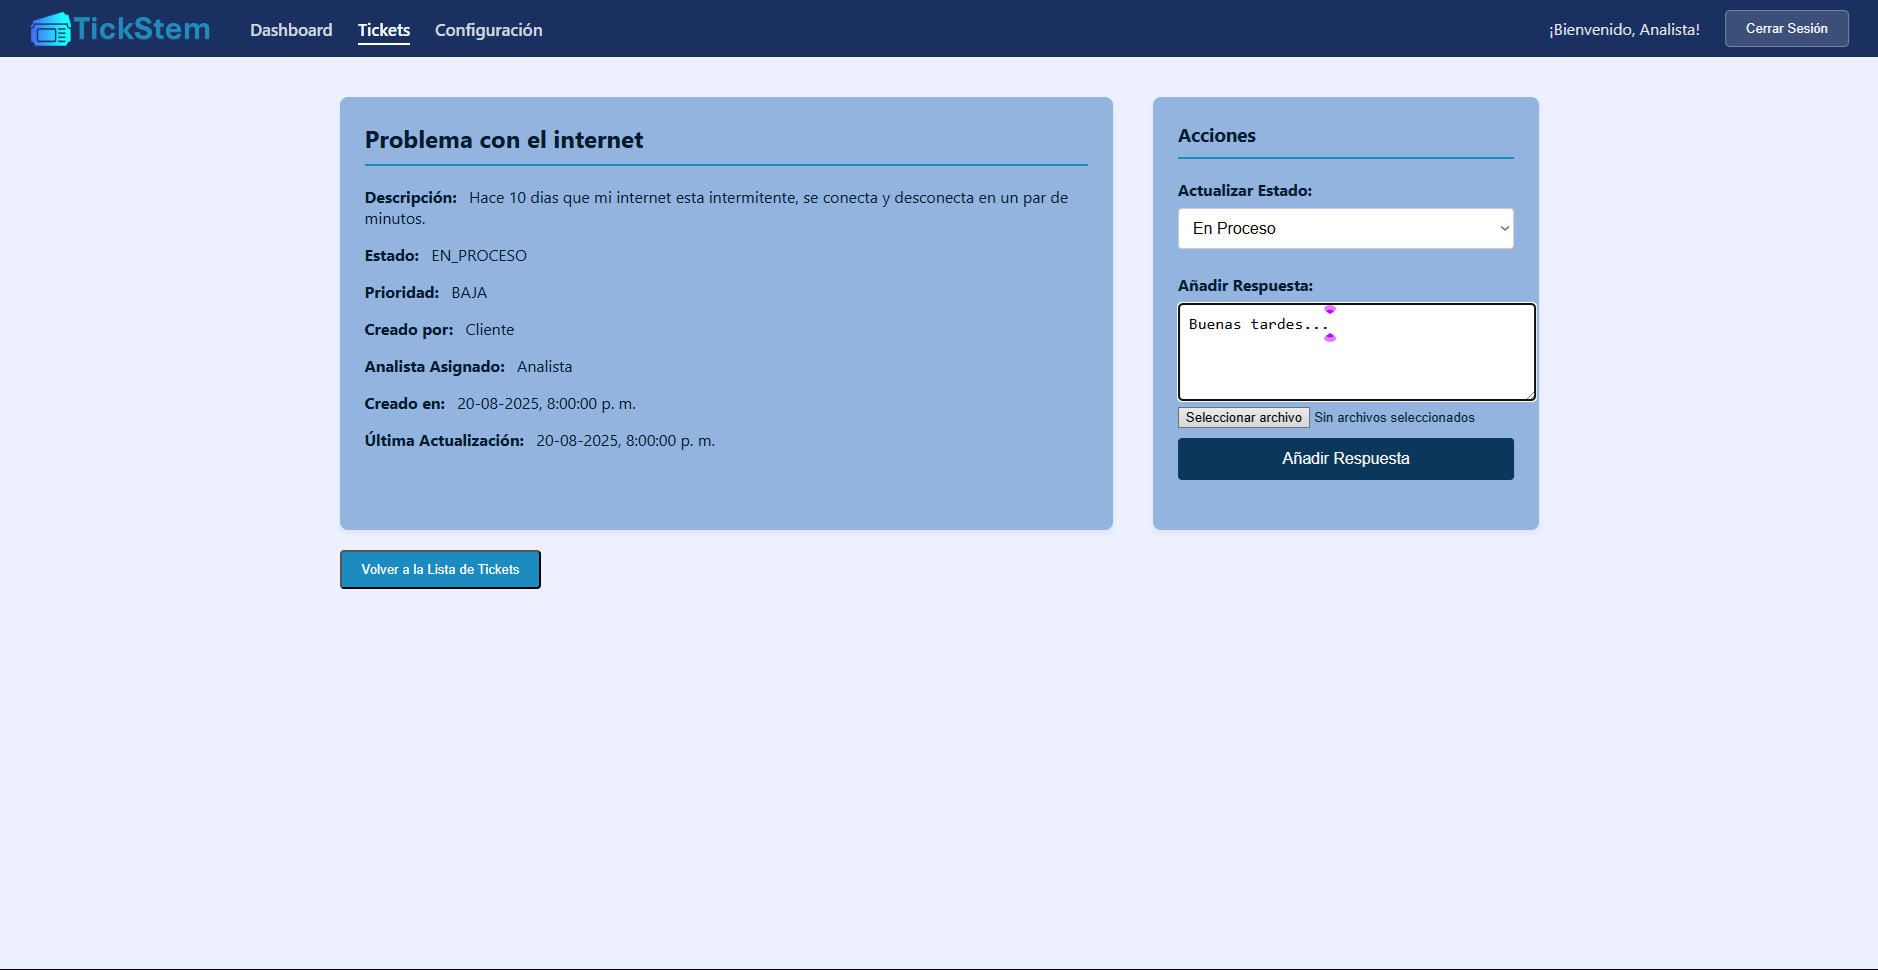 TickStem
Dashboard
Tickets
Configuración
¡Bienvenido, Analista!
Cerrar Sesión
Problema con el internet
Descripción: Hace 10 dias que mi internet esta intermitente, se conecta y desconecta en un par de
minutos.
Estado: EN_PROCESO
Prioridad: BAJA
Creado por: Cliente
Analista Asignado: Analista
Creado en: 20-08-2025, 8:00:00 p. m.
Última Actualización: 20-08-2025, 8:00:00 p. m.
Volver a la Lista de Tickets
Acciones
Actualizar Estado:
En Proceso
Añadir Respuesta:
Buenas tardes...
Seleccionar archivo Sin archivos seleccionados
Añadir Respuesta